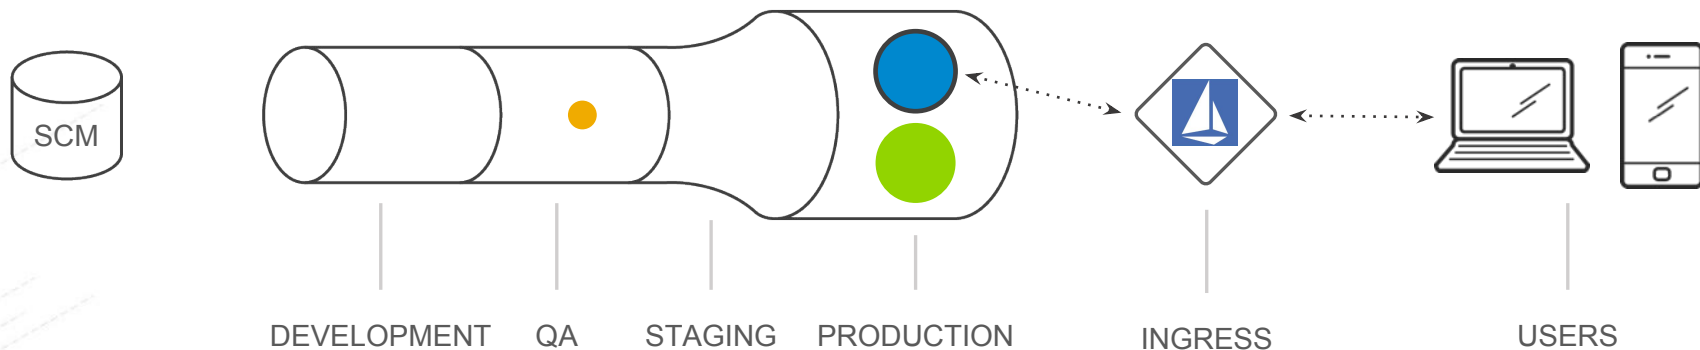 SCM
DEVELOPMENT QA STAGING PRODUCTION INGRESS USERS